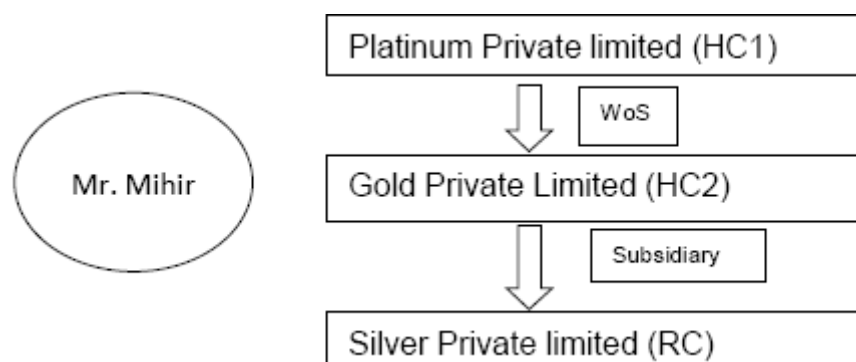 Platinum Private limited (HC1)
WoS
Mr. Mihir
Gold Private Limited (HC2)
Subsidiary
Silver Private limited (RC)